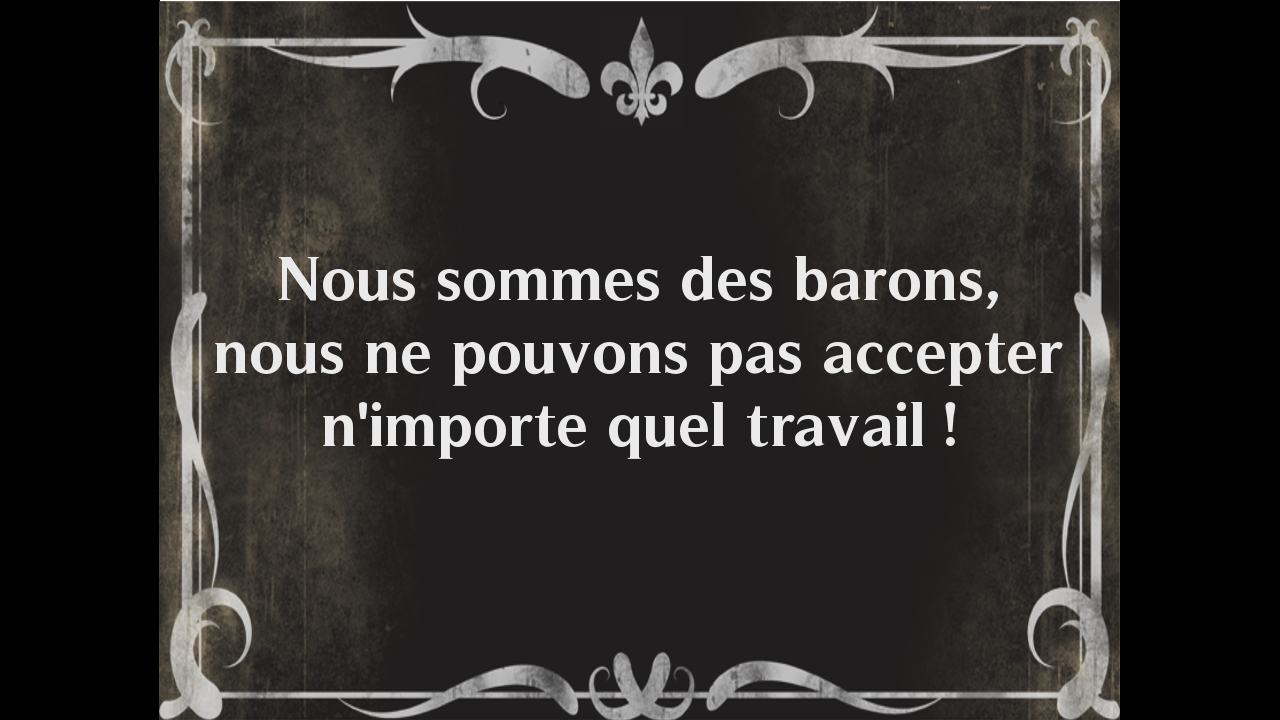 Nous sommes des barons,
nous ne pouvons pas accepter
n'importe quel travail !